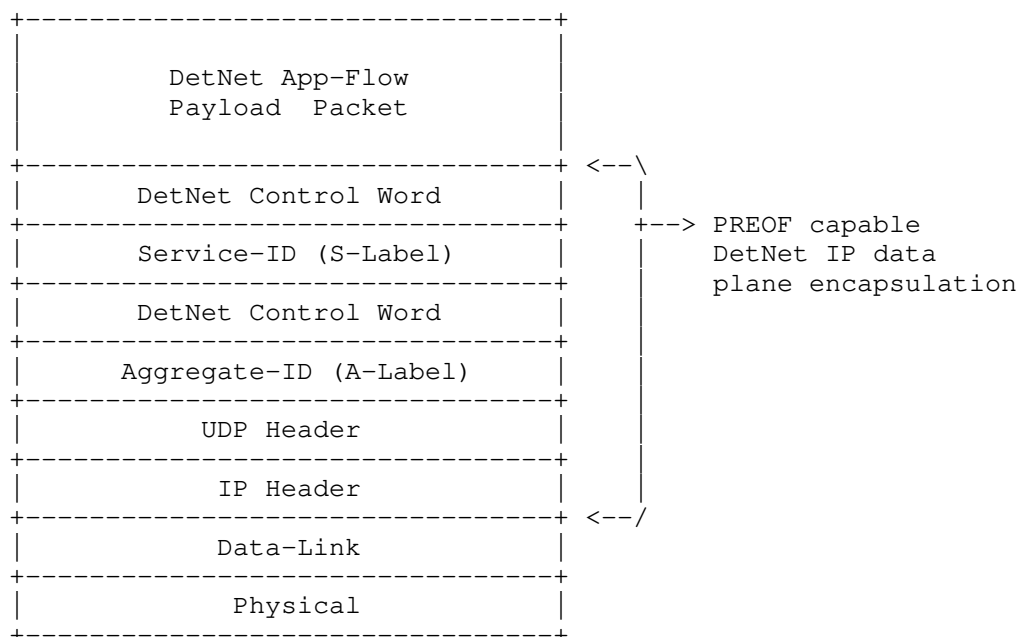 DetNet App-Flow
Payload Packet
DetNet Control Word
Service-ID (S-Label)
DetNet Control Word
Aggregate-ID (A-Label)
UDP Header
IP Header
Data-Link
Physical
PREOF capable
DetNet IP data
plane encapsulation